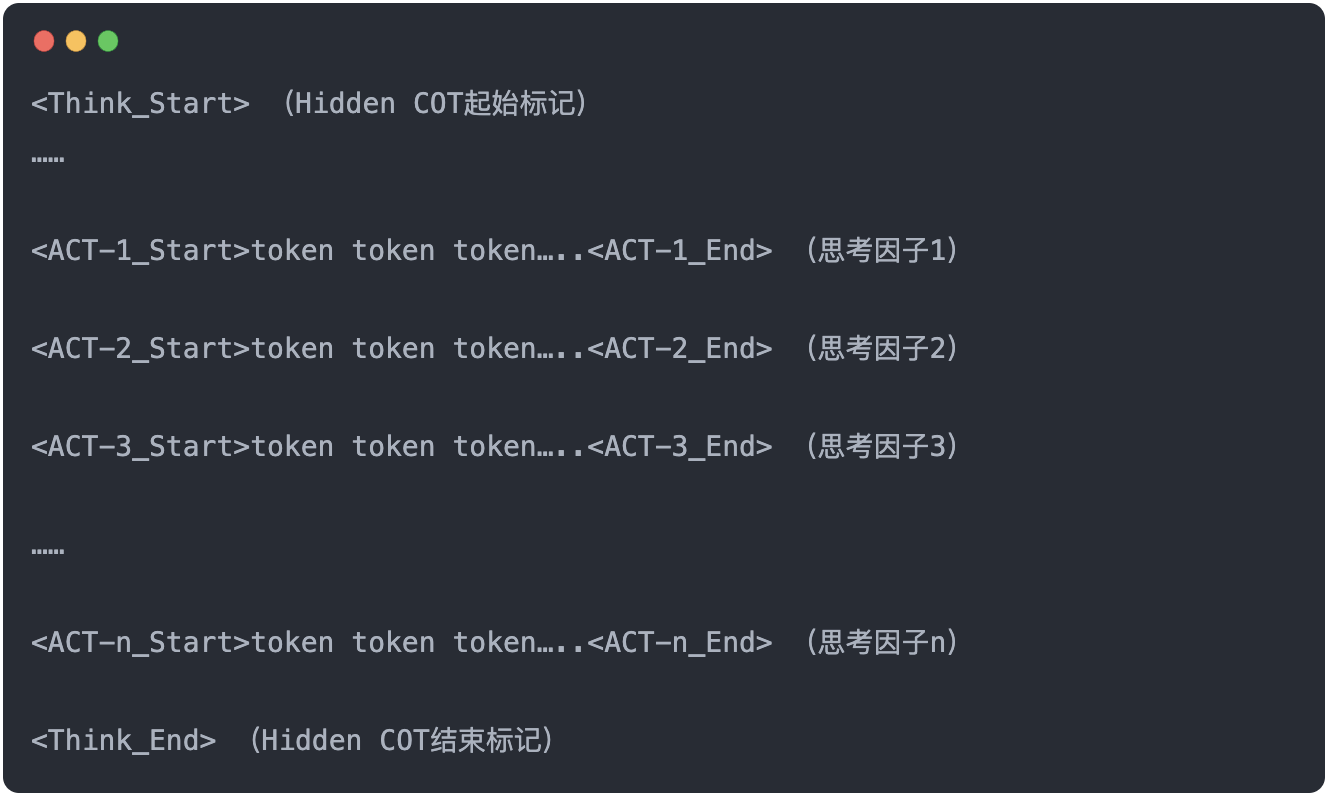 <Think_Start> （Hidden COT起始标记）
……
<ACT-1_Start>token token token…..<ACT-1_End> （思考因子1）
<ACT-2_Start>token token token…..<ACT-2_End> （思考因子2）
<ACT-3_Start>token token token…..<ACT-3_End> （思考因子3）
……
<ACT-n_Start>token token token…..<ACT-n_End> （思考因子n）
<Think_End> （Hidden COT结束标记）